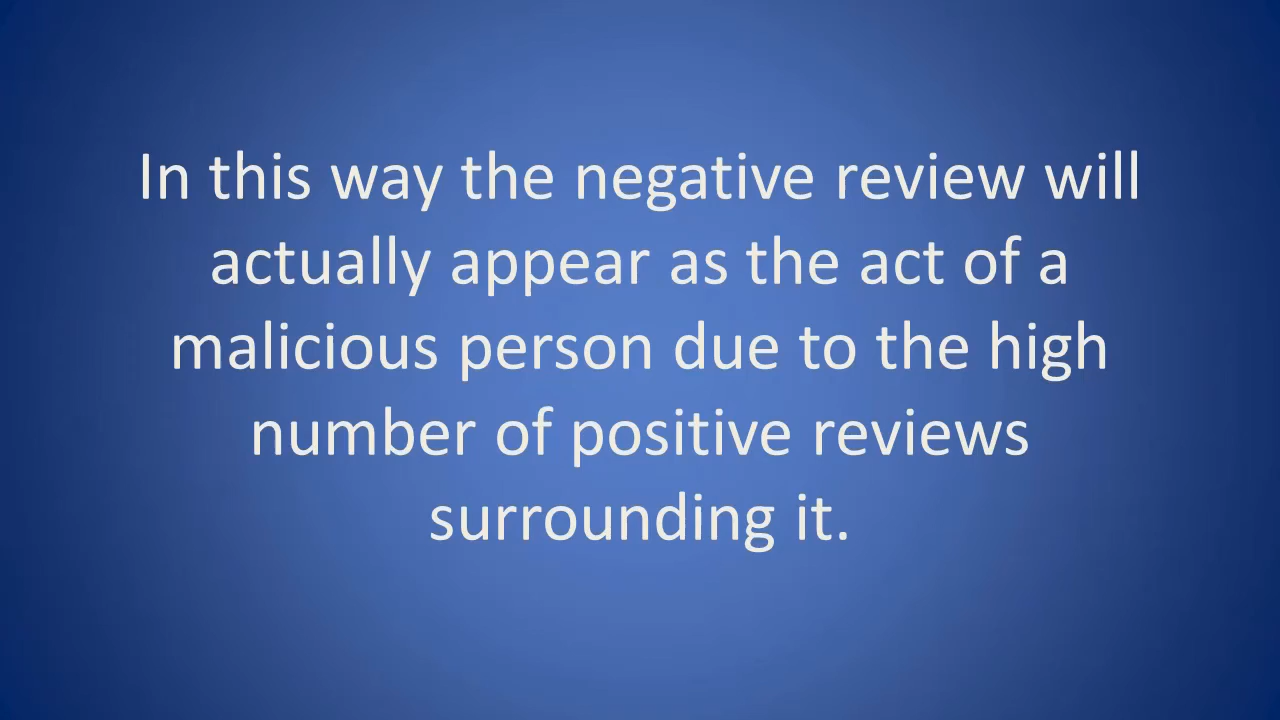 In this way the negative review will
actually appear as the act of a
malicious person due to the high
number of positive reviews
surrounding it.